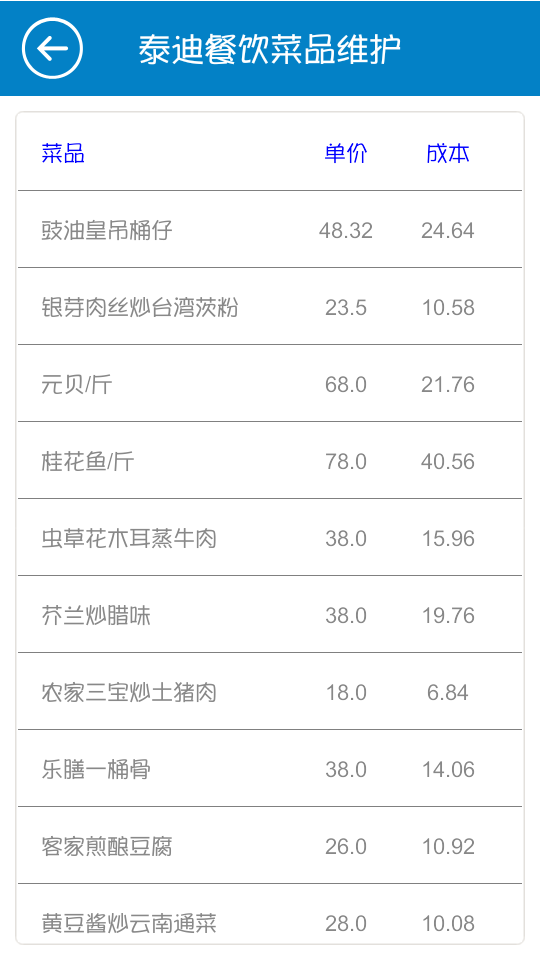 泰迪餐饮菜品维护
菜品 单价 成本
豉油皇吊桶仔 48.32 24.64
银芽肉丝炒台湾茨粉 23.5 10.58
元贝/斤 68.0 21.76
桂花鱼/斤 78.0 40.56
虫草花木耳蒸牛肉 38.0 15.96
芥兰炒腊味 38.0 19.76
农家三宝炒土猪肉 18.0 6.84
乐膳一桶骨 38.0 14.06
客家煎酿豆腐 26.0 10.92
黄豆酱炒云南通菜 28.0 10.08